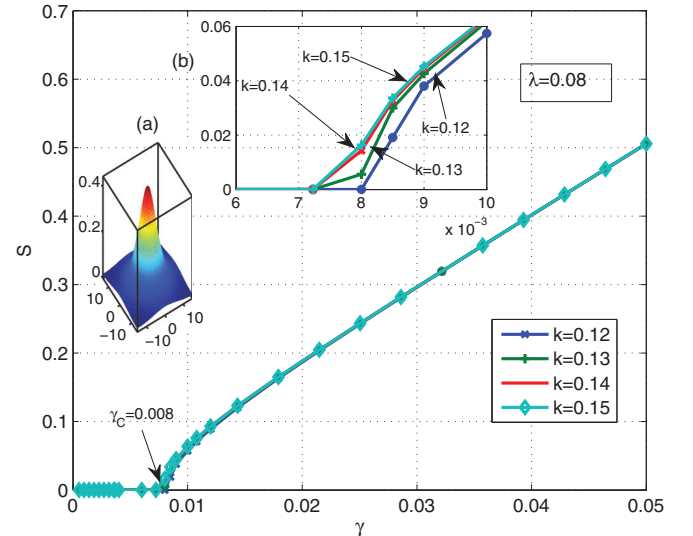 0.7
0.6
0.5
0.4
0.3
0.2
0.1
0
S
0
0.01
0.02
0.03
0.04
0.05
γ
(b)
0.06
0.04
0.02
0
6
7
8
9
10
x 10⁻³
k=0.15
k=0.14
k=0.12
k=0.13
λ=0.08
(a)
0.4
0.2
0
10
0
−10
−10
0
10
γC=0.008
k=0.12
k=0.13
k=0.14
k=0.15